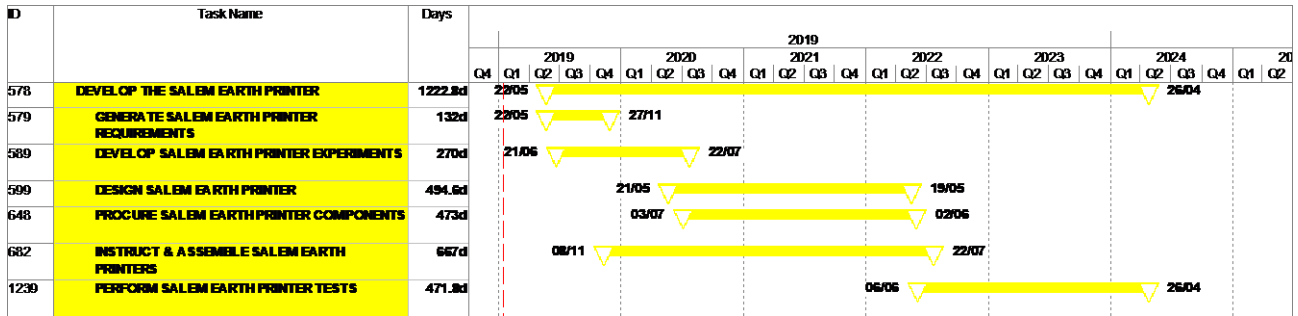 ID Task Name Days
2019
2019 2020 2021 2022 2023 2024 20
Q4 Q1 Q2 Q3 Q4 Q1 Q2 Q3 Q4 Q1 Q2 Q3 Q4 Q1 Q2 Q3 Q4 Q1 Q2 Q3 Q4 Q1 Q2 Q3 Q4 Q1 Q2
578 DEVELOP THE SALEM EARTH PRINTER 1222.8d 22/05 26/04
579 GENERATE SALEM EARTH PRINTER 132d 22/05 27/11
REQUIREMENTS
589 DEVELOP SALEM EARTH PRINTER EXPERIMENTS 270d 21/06 22/07
599 DESIGN SALEM EARTH PRINTER 494.6d 21/05 19/05
648 PROCURE SALEM EARTH PRINTER COMPONENTS 473d 03/07 02/06
682 INSTRUCT & ASSEMBLE SALEM EARTH 667d 08/11 22/07
PRINTERS
1239 PERFORM SALEM EARTH PRINTER TESTS 471.8d 06/06 26/04